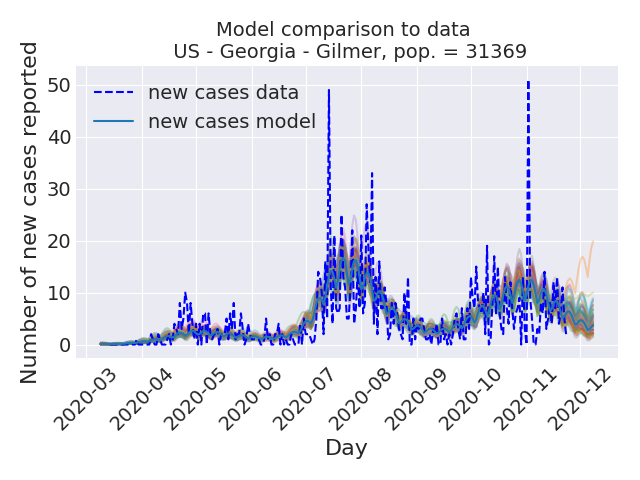 Model comparison to data
US - Georgia - Gilmer, pop. = 31369
Number of new cases reported
50
40
30
20
10
0
new cases data
new cases model
2020-03
2020-04
2020-05
2020-06
2020-07
2020-08
2020-09
2020-10
2020-11
2020-12
Day